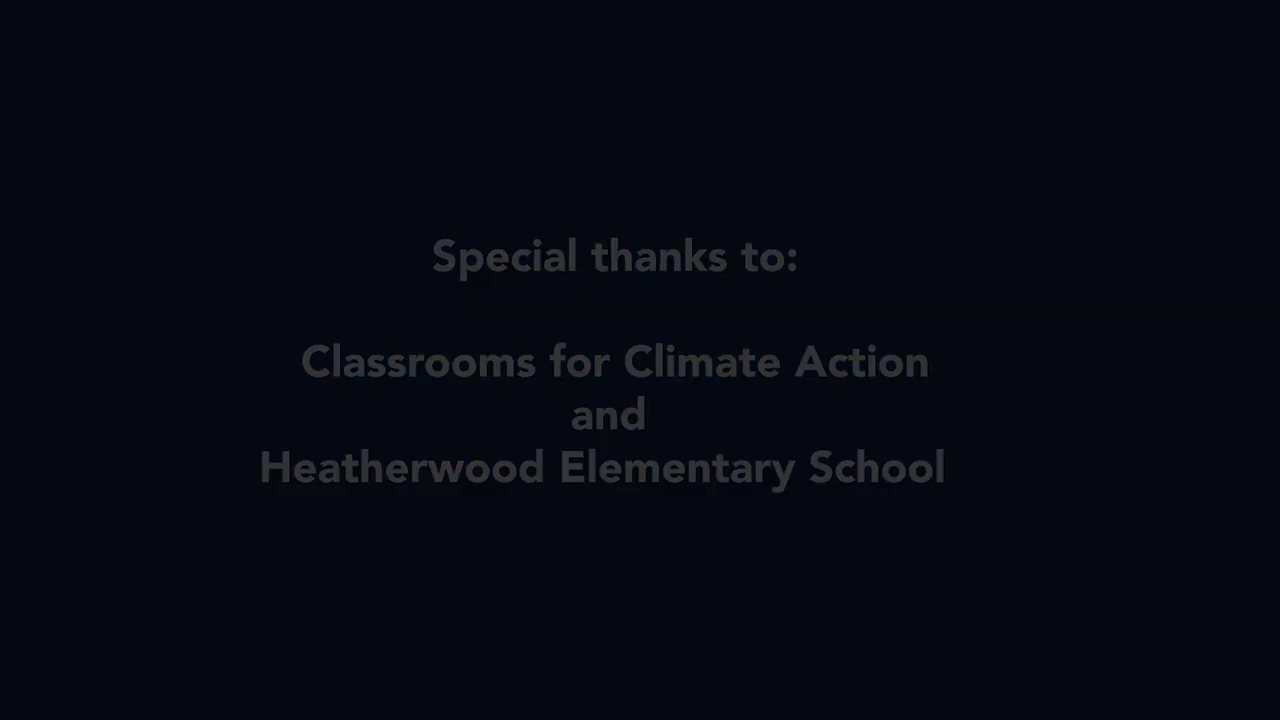 Special thanks to:
Classrooms for Climate Action
and
Heatherwood Elementary School